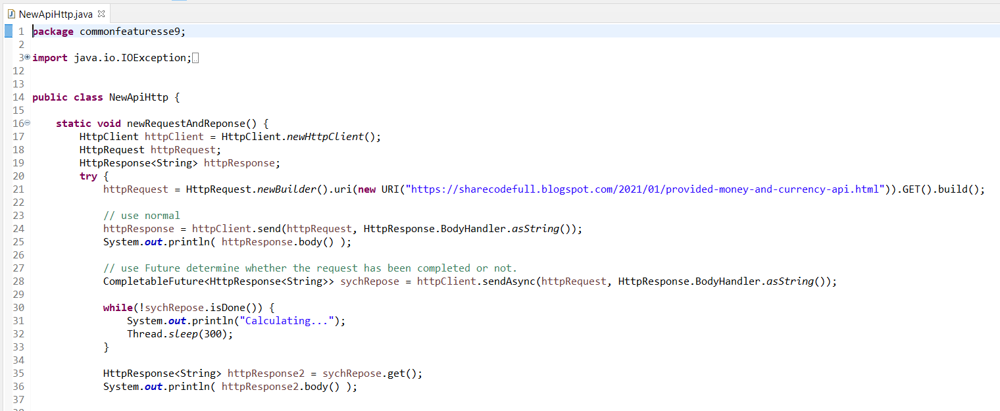 NewApiHttp.java
1 package commonfeaturesse9;
2
3 import java.io.IOException;
12
13
14 public class NewApiHttp {
15
16     static void newRequestAndReponse() {
17         HttpClient httpClient = HttpClient.newHttpClient();
18         HttpRequest httpRequest;
19         HttpResponse<String> httpResponse;
20         try {
21             httpRequest = HttpRequest.newBuilder().uri(new URI("https://sharecodefull.blogspot.com/2021/01/provided-money-and-currency-api.html")).GET().build();
22
23             // use normal
24             httpResponse = httpClient.send(httpRequest, HttpResponse.BodyHandler.asString());
25             System.out.println( httpResponse.body() );
26
27             // use Future determine whether the request has been completed or not.
28             CompletableFuture<HttpResponse<String>> sychRepose = httpClient.sendAsync(httpRequest, HttpResponse.BodyHandler.asString());
29
30             while(!sychRepose.isDone()) {
31                 System.out.println("Calculating...");
32                 Thread.sleep(300);
33             }
34
35             HttpResponse<String> httpResponse2 = sychRepose.get();
36             System.out.println( httpResponse2.body() );
37